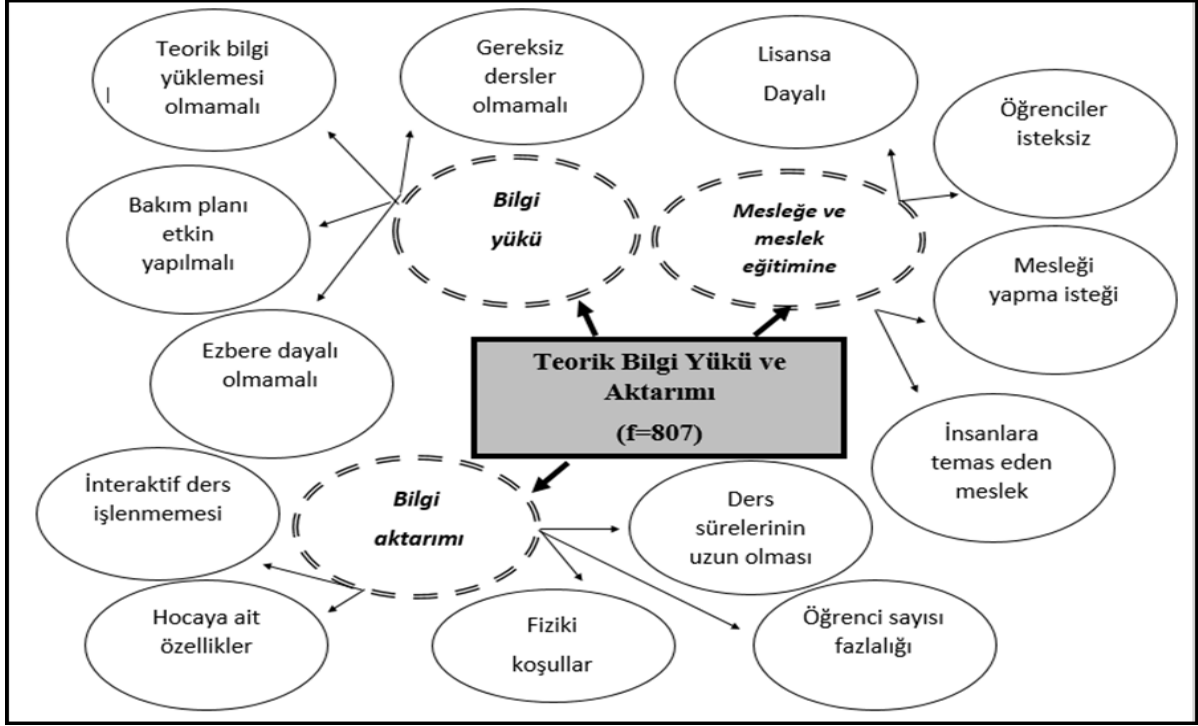 Teorik bilgi
yüklemesi
olmamalı
Gereksiz
dersler
olmamalı
Lisansa
Dayalı
Öğrenciler
isteksiz
Bakım planı
etkin
yapılmalı
Bilgi
yükü
Mesleğe ve
meslek
eğitimine
Mesleği
yapma isteği
Ezbere dayalı
olmamalı
Teorik Bilgi Yükü ve
Aktarımı
(f=807)
İnsanlara
temas eden
meslek
İnteraktif ders
işlenmemesi
Bilgi
aktarımı
Ders
sürelerinin
uzun olması
Hocaya ait
özellikler
Fiziki
koşullar
Öğrenci sayısı
fazlalığı